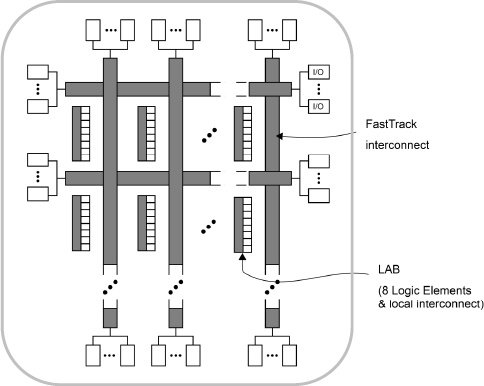 I/O
I/O
FastTrack
interconnect
LAB
(8 Logic Elements
& local interconnect)